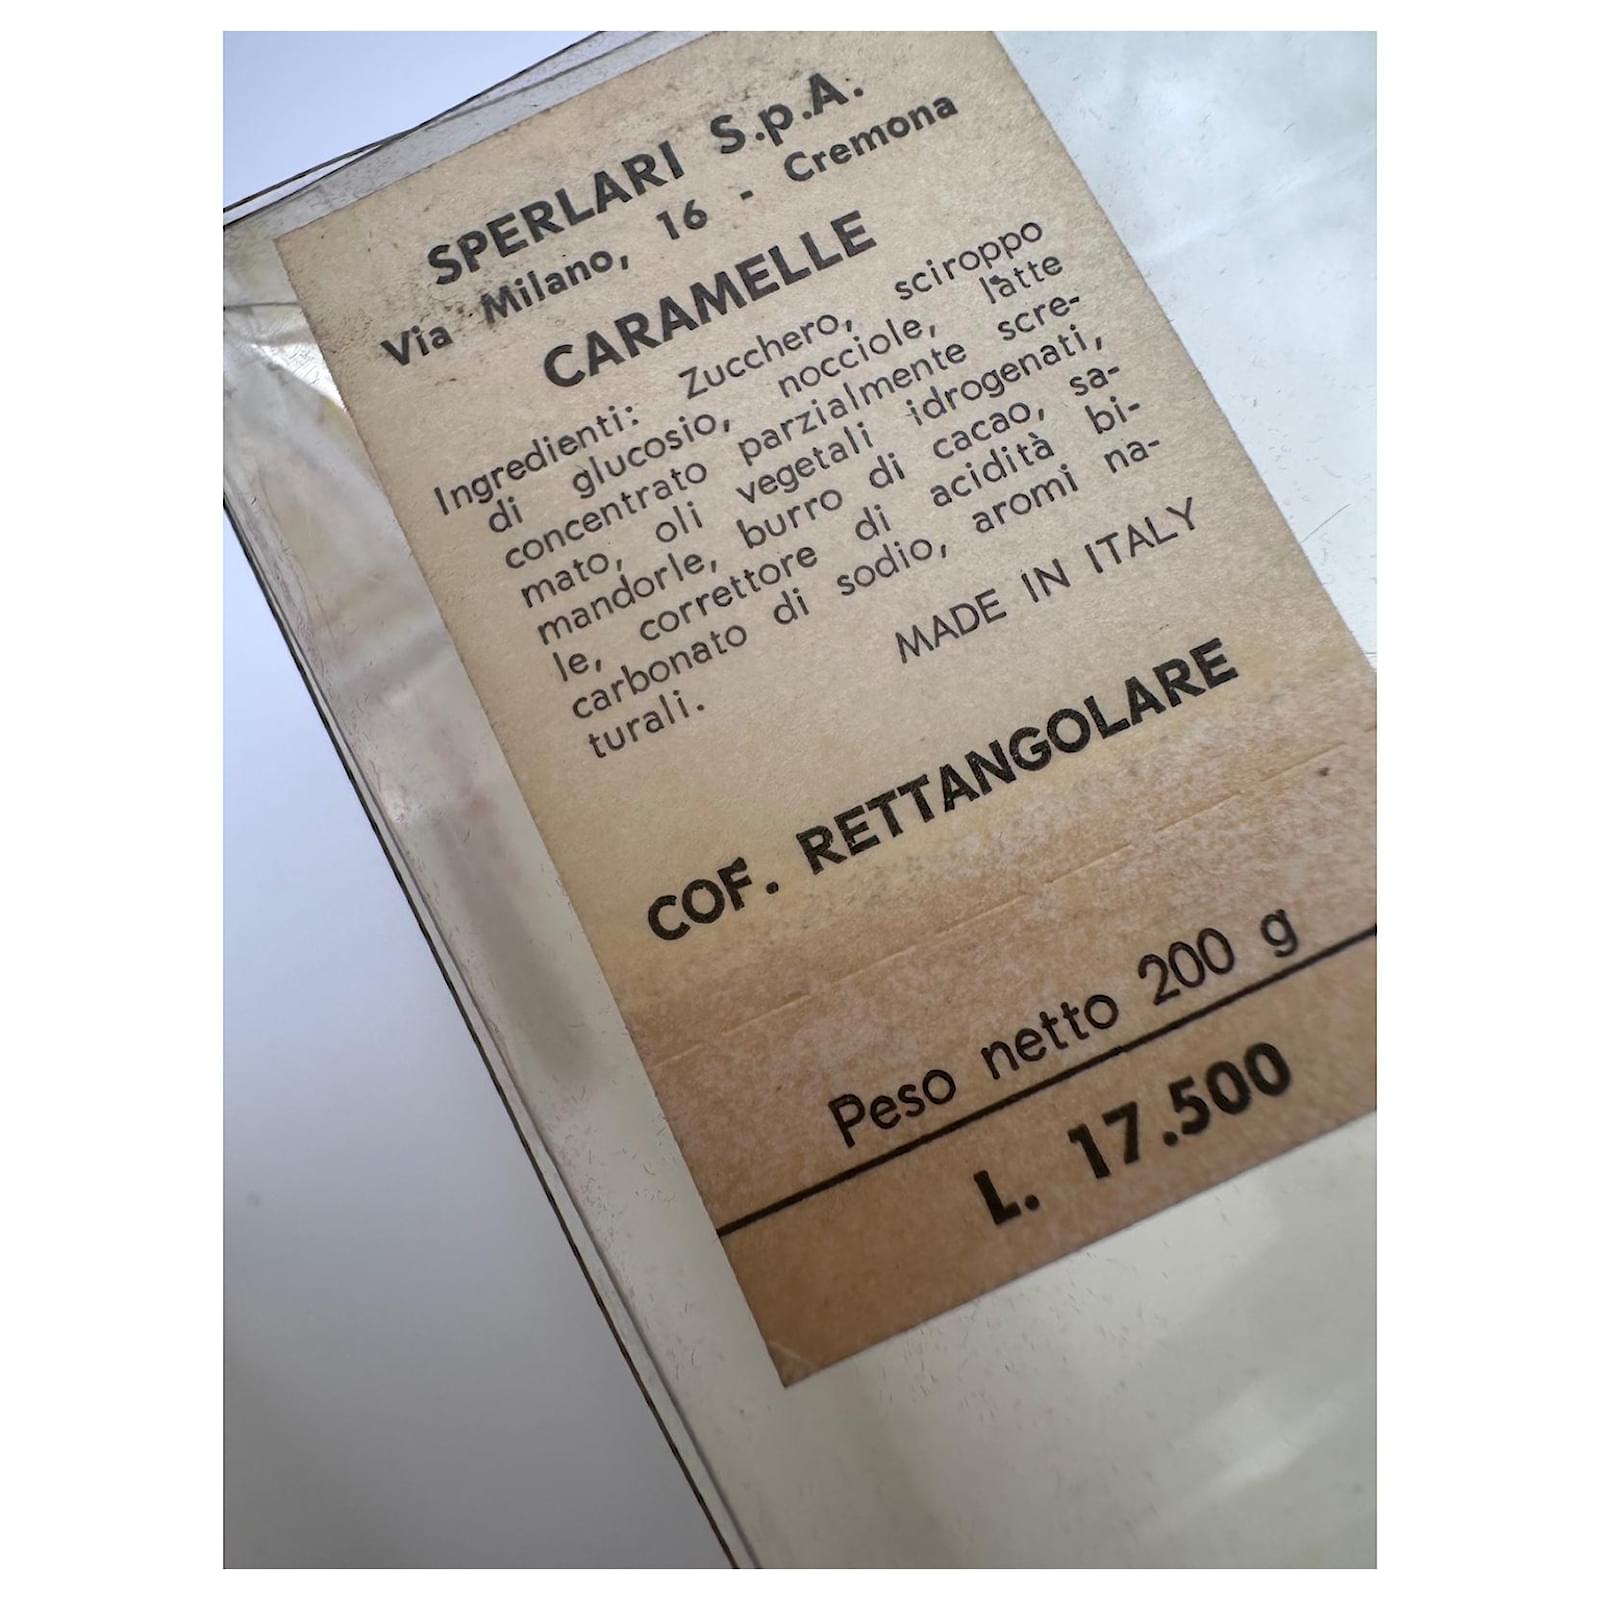 SPERLARI S.p.A.
Via Milano, 16 - Cremona
CARAMELLE
Ingredienti: Zucchero, sciroppo
di glucosio, nocciole, latte
concentrato parzialmente scre-
mato, oli vegetali idrogenati,
mandorle, burro di cacao, sa-
le, correttore di acidità bi-
carbonato di sodio, aromi na-
turali.
MADE IN ITALY
COF. RETTANGOLARE
Peso netto 200 g
L. 17.500